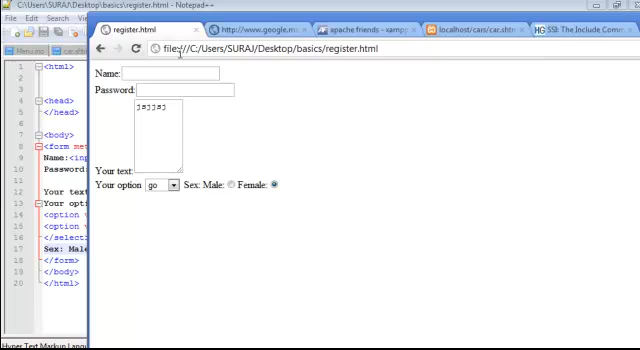 C:\Users\SURAJ\Desktop\basics\register.html - Notepad++
File Edit Search
Menu.inc car.shtm
register.html http://www.google.m apache friends - xampp localhost/cars/car.shtm SSI: The Include Comm
file:///C:/Users/SURAJ/Desktop/basics/register.html
1 <html>
2
3
4 <head>
5 </head>
6
7 <body>
8 <form met
9 Name:<inp
10 Password:
11
12 Your text
13 Your opti
14 <option v
15 <option v
16 </select>
17 Sex: Male
18 </form>
19 </body>
20 </html>
Name:
Password:
jsjjsj
Your text:
Your option go Sex: Male: Female:
Hyper Text Markup Langu